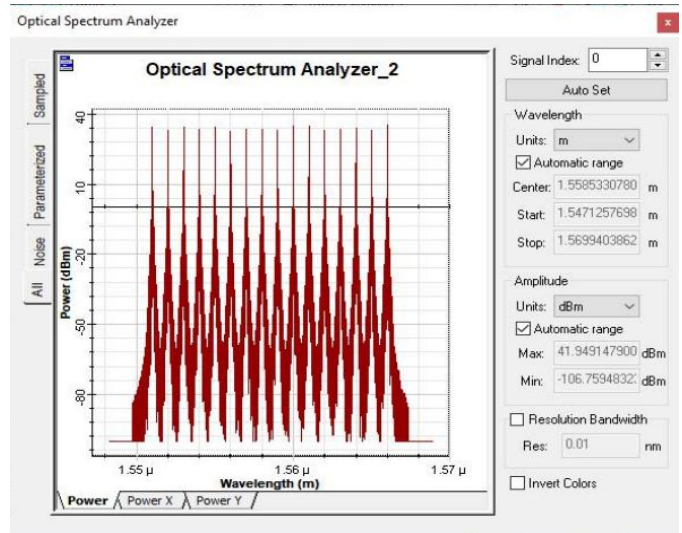 Optical Spectrum Analyzer
x
Optical Spectrum Analyzer_2
Sampled
Parameterized
Noise
All
Power (dBm)
40
10
-20
-50
-80
1.55 μ
1.56 μ
1.57 μ
Wavelength (m)
Power
Power X
Power Y
Signal Index: 0
Auto Set
Wavelength
Units: m
Automatic range
Center: 1.5585330780 m
Start: 1.5471257698 m
Stop: 1.5699403862 m
Amplitude
Units: dBm
Automatic range
Max: 41.949147900 dBm
Min: -106.7594832 dBm
Resolution Bandwidth
Res: 0.01 nm
Invert Colors